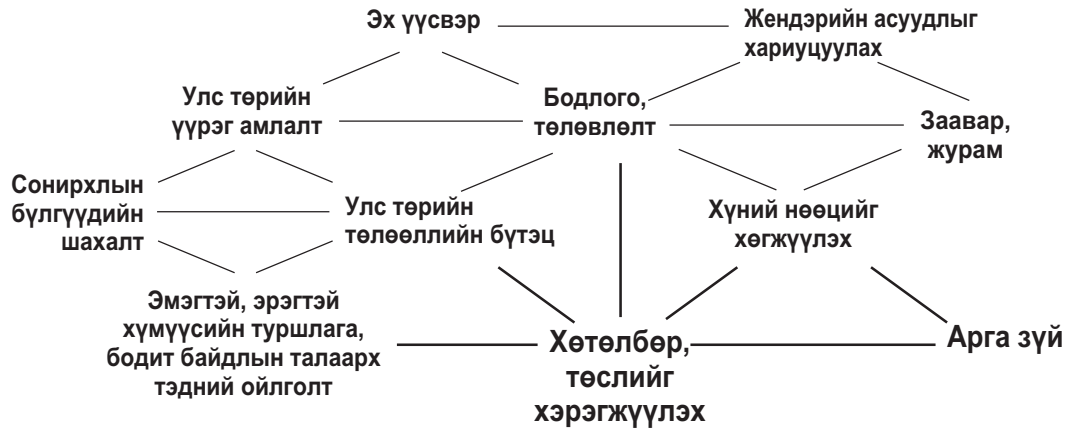 Эх үүсвэр
Жендэрийн асуудлыг
хариуцуулах
Улс төрийн
үүрэг амлалт
Бодлого,
төлөвлөлт
Заавар,
журам
Сонирхлын
бүлгүүдийн
шахалт
Улс төрийн
төлөөллийн бүтэц
Хүний нөөцийг
хөгжүүлэх
Эмэгтэй, эрэгтэй
хүмүүсийн туршлага,
бодит байдлын талаарх
тэдний ойлголт
Хөтөлбөр,
төслийг
хэрэгжүүлэх
Арга зүй